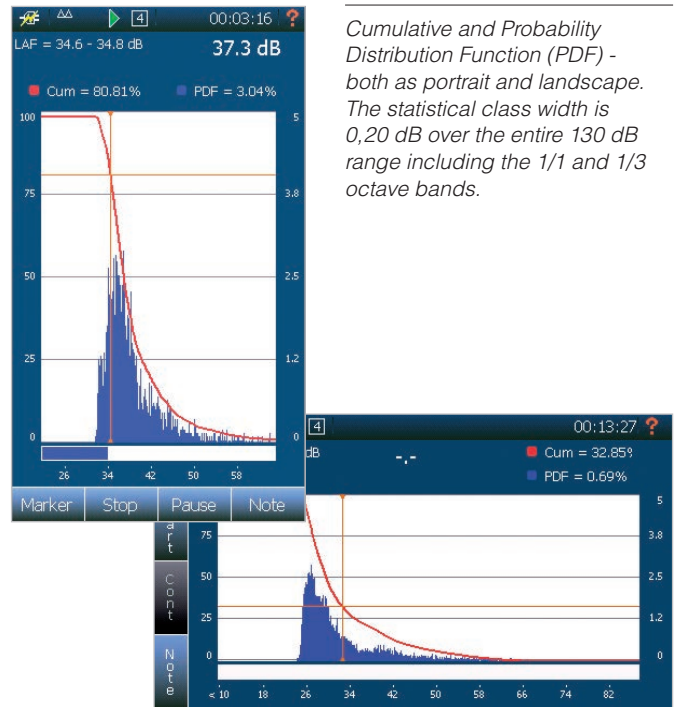 4 00:03:16 ?
LAF = 34.6 - 34.8 dB 37.3 dB
Cum = 80.81% PDF = 3.04%
100 5
75 3.8
50 2.5
25 1.2
0 0
26 34 42 50 58
Marker Stop Pause Note
Cumulative and Probability
Distribution Function (PDF) -
both as portrait and landscape.
The statistical class width is
0,20 dB over the entire 130 dB
range including the 1/1 and 1/3
octave bands.
4 00:13:27 ?
dB -.- Cum = 32.85%
PDF = 0.69%
5
75 3.8
50 2.5
25 1.2
0 0
< 10 18 26 34 42 50 58 66 74 82
art
Cont
Note